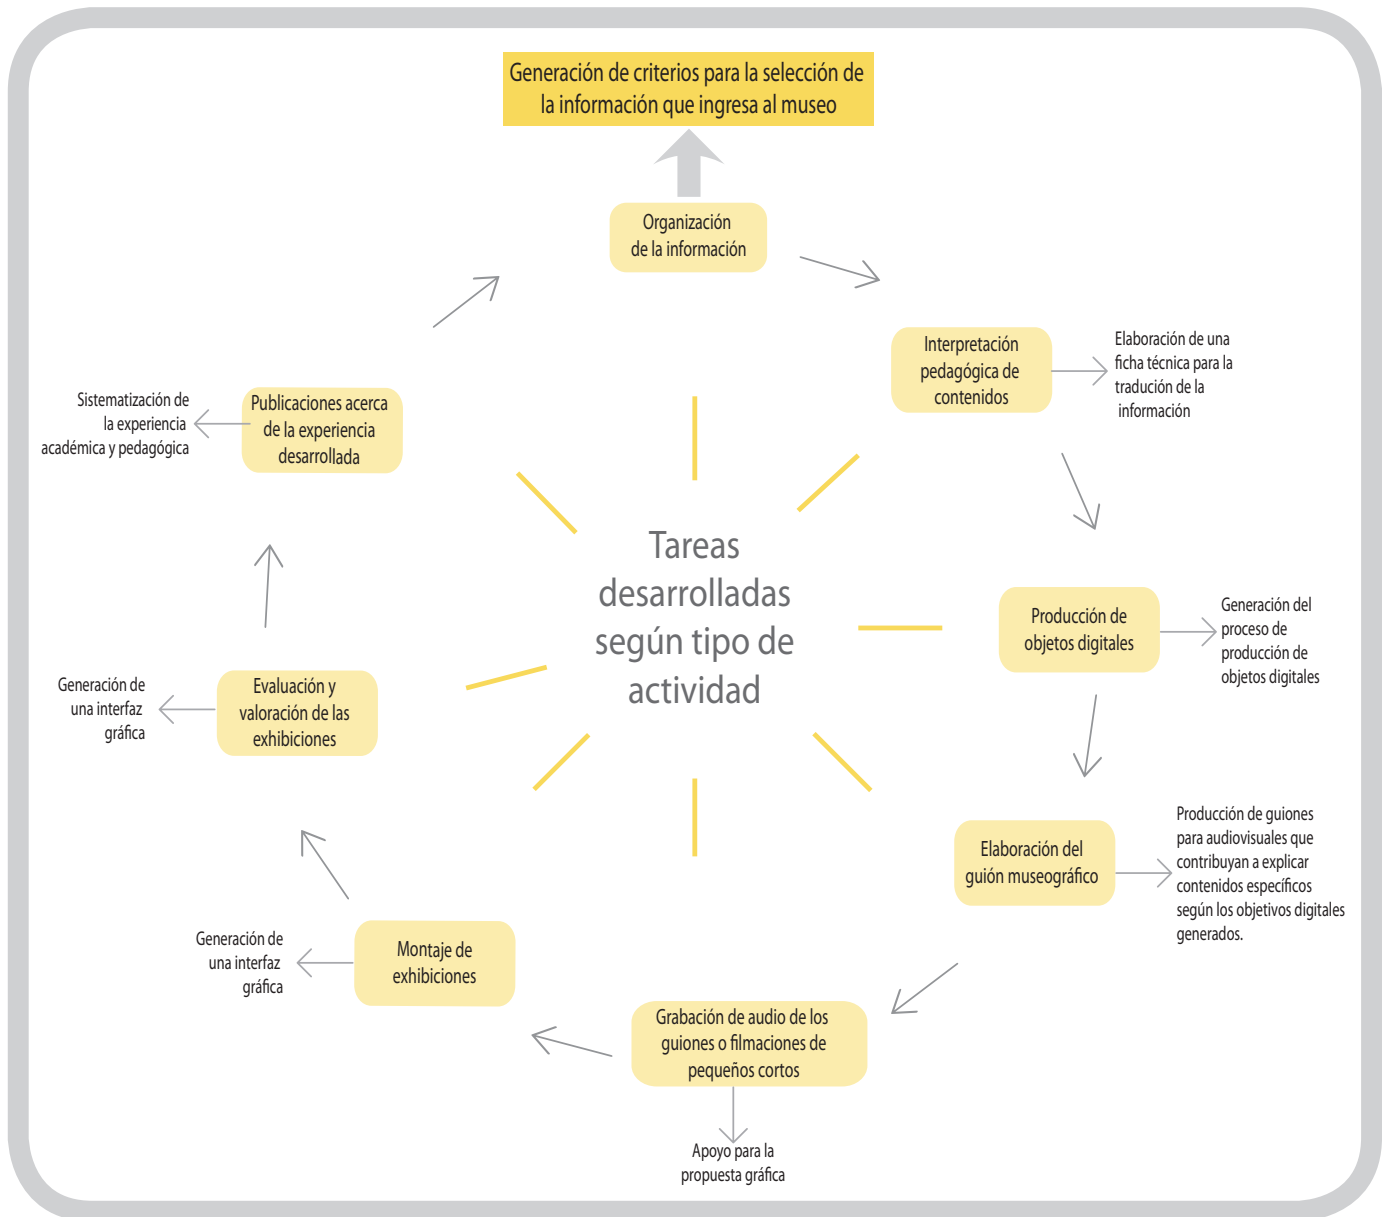 Generación de criterios para la selección de
la información que ingresa al museo
Organización
de la información
Interpretación
pedagógica de
contenidos
Elaboración de una
ficha técnica para la
tradución de la
información
Producción de
objetos digitales
Generación del
proceso de
producción de
objetos digitales
Elaboración del
guión museográfico
Producción de guiones
para audiovisuales que
contribuyan a explicar
contenidos específicos
según los objetivos digitales
generados.
Grabación de audio de los
guiones o filmaciones de
pequeños cortos
Apoyo para la
propuesta gráfica
Montaje de
exhibiciones
Generación de
una interfaz
gráfica
Evaluación y
valoración de las
exhibiciones
Generación de
una interfaz
gráfica
Publicaciones acerca
de la experiencia
desarrollada
Sistematización de
la experiencia
académica y pedagógica
Tareas
desarrolladas
según tipo de
actividad